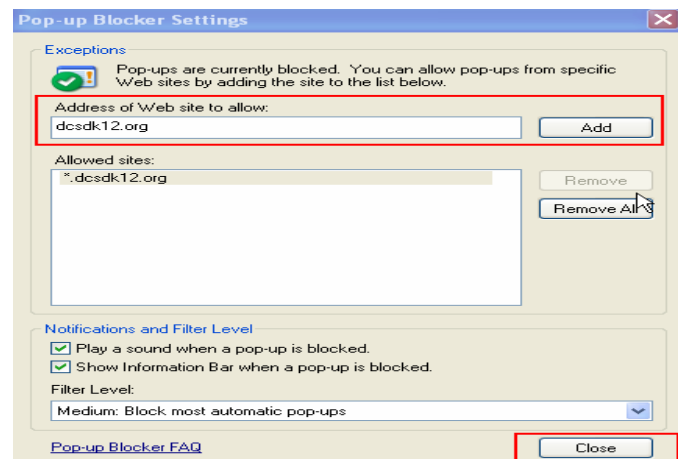 Pop-up Blocker Settings
Exceptions
Pop-ups are currently blocked. You can allow pop-ups from specific
Web sites by adding the site to the list below.
Address of Web site to allow:
dcsdk12.org
Add
Allowed sites:
*.dcsdk12.org
Remove
Remove All
Notifications and Filter Level
Play a sound when a pop-up is blocked.
Show Information Bar when a pop-up is blocked.
Filter Level:
Medium: Block most automatic pop-ups
Pop-up Blocker FAQ
Close